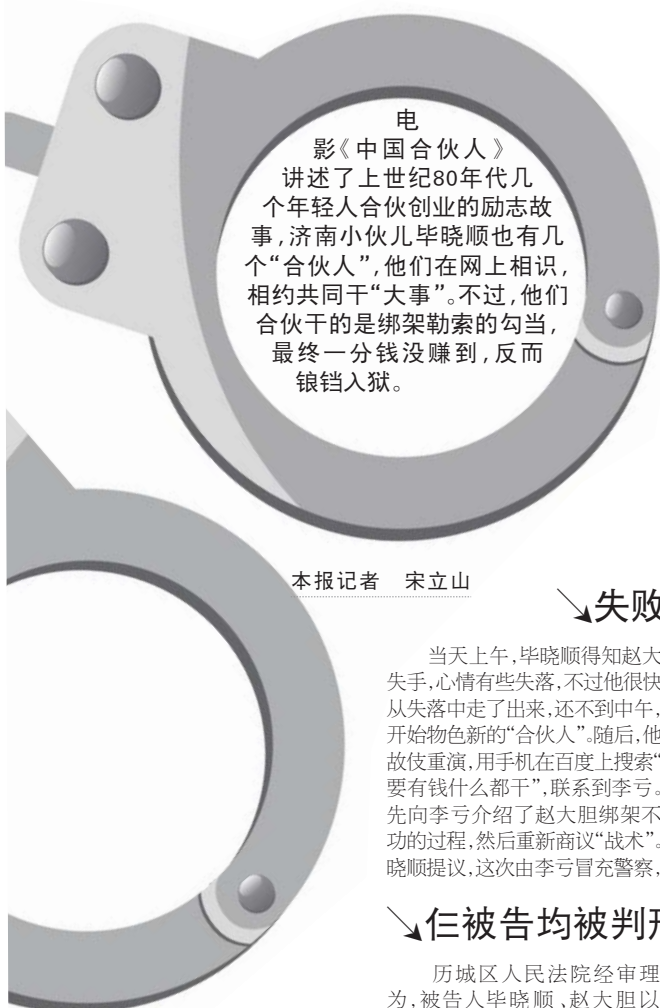 电
影《中国合伙人》
讲述了上世纪80年代几
个年轻人合伙创业的励志故
事,济南小伙儿毕晓顺也有几
个“合伙人”,他们在网上相识,
相约共同干“大事”。不过,他们
合伙干的是绑架勒索的勾当,
最终一分钱没赚到,反而
锒铛入狱。
本报记者 宋立山
↘失败
当天上午,毕晓顺得知赵大
失手,心情有些失落,不过他很快
从失落中走了出来,还不到中午,
开始物色新的“合伙人”。随后,他
故伎重演,用手机在百度上搜索“
要有钱什么都干”,联系到李亏。
先向李亏介绍了赵大胆绑架不
功的过程,然后重新商议“战术”。
晓顺提议,这次由李亏冒充警察,
↘仨被告均被判刑
历城区人民法院经审理
为,被告人毕晓顺、赵大胆以